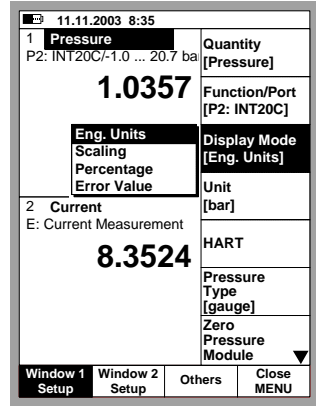 11.11.2003 8:35
1 Pressure
P2: INT20C/-1.0 ... 20.7 ba
1.0357
Eng. Units
Scaling
Percentage
Error Value
2 Current
E: Current Measurement
8.3524
Quantity
[Pressure]
Function/Port
[P2: INT20C]
Display Mode
[Eng. Units]
Unit
[bar]
HART
Pressure
Type
[gauge]
Zero
Pressure
Module
Window 1
Setup
Window 2
Setup
Others
Close
MENU